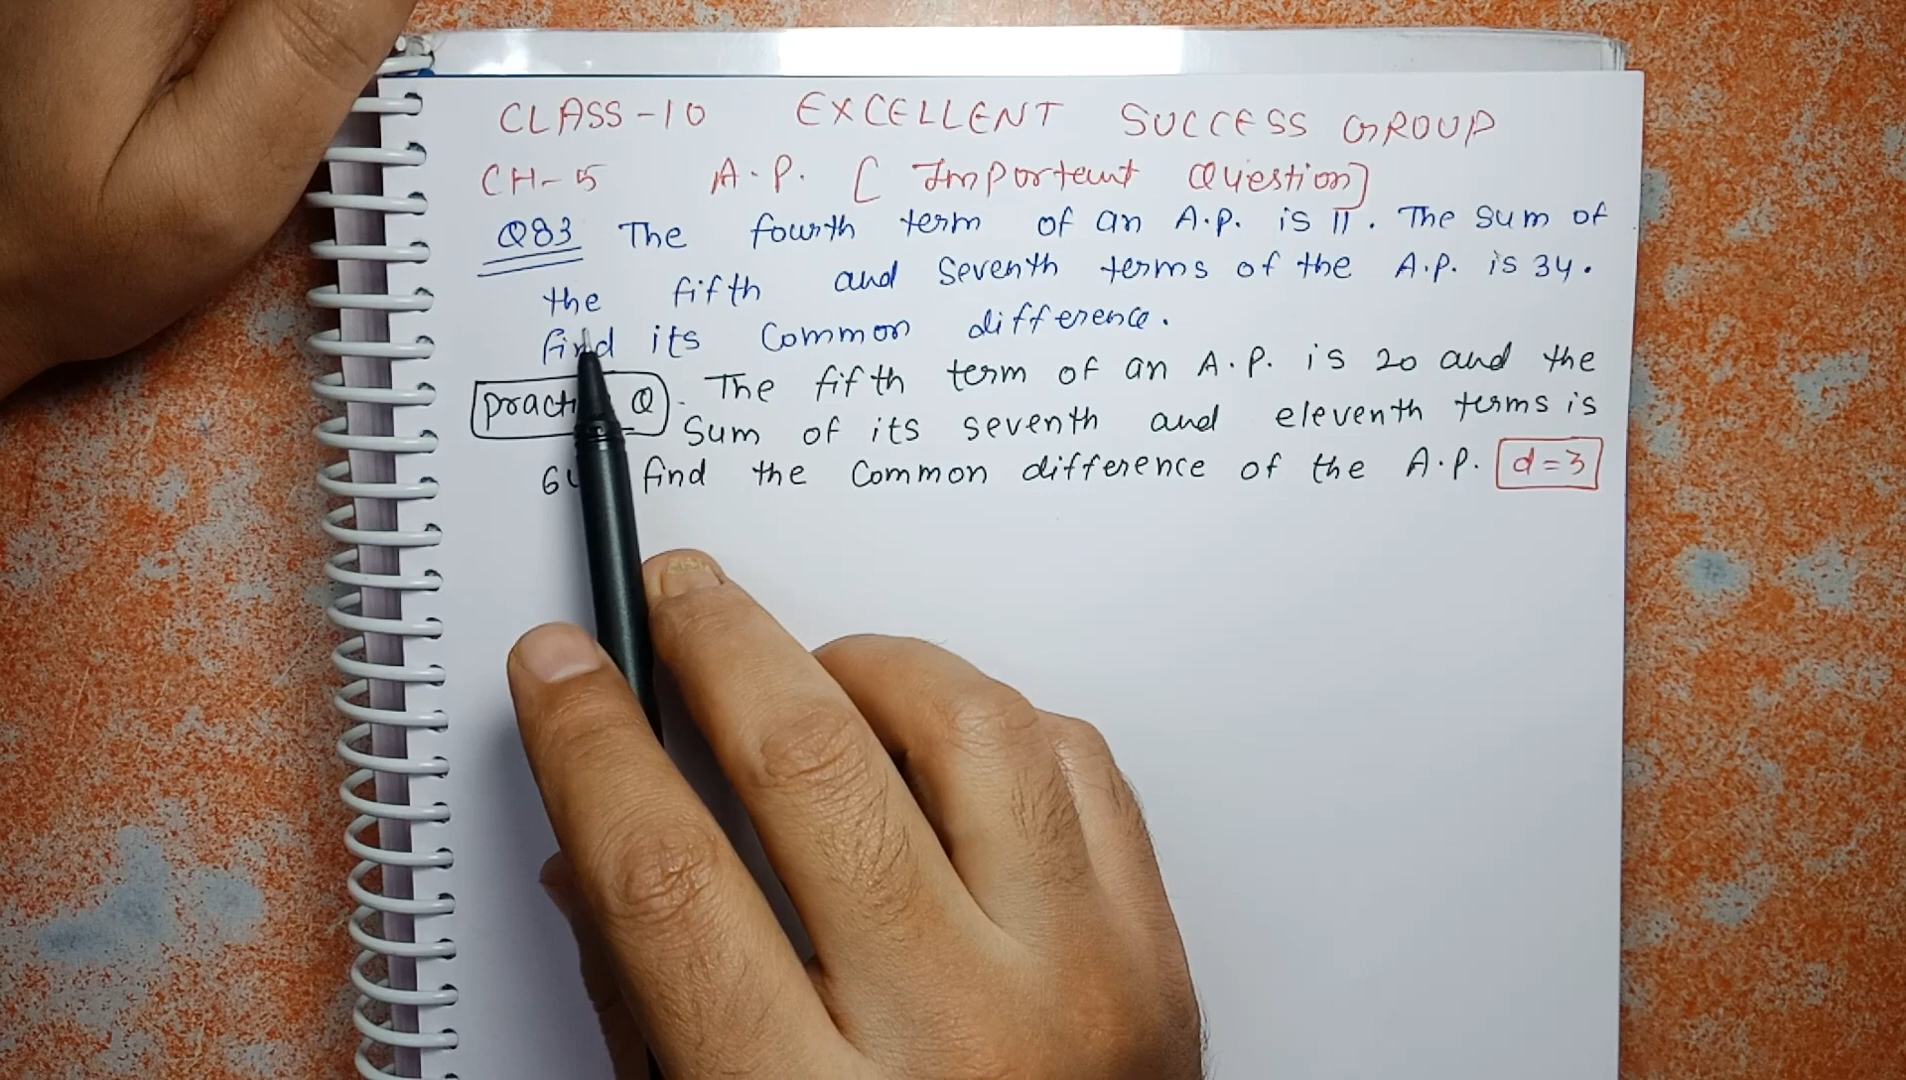 CLASS-10 EXCELLENT SUCCESS GROUP
CH-5 A.P. [Important Question]
Q83 The fourth term of an A.P. is 11. The sum of
the fifth and seventh terms of the A.P. is 34.
find its common difference.
Q. The fifth term of an A.P. is 20 and the
sum of its seventh and eleventh terms is
find the common difference of the A.P. d=3